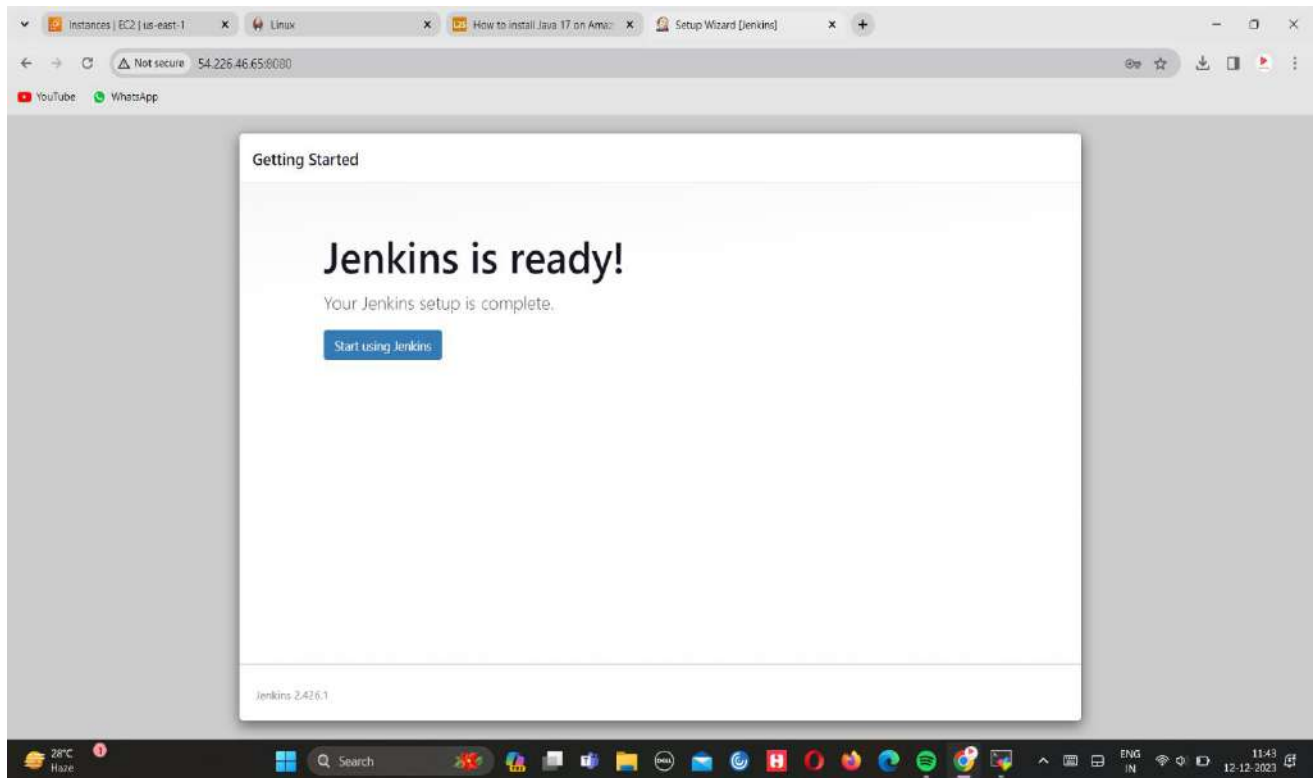 Instances | EC2 | us-east-1
Linux
How to install Java 17 on Amaz
Setup Wizard [Jenkins]
Not secure
54.226.46.65:8080
YouTube
WhatsApp
Getting Started
Jenkins is ready!
Your Jenkins setup is complete.
Start using Jenkins
Jenkins 2.426.1
28°C
Haze
1
Search
ENG
IN
11:43
12-12-2023